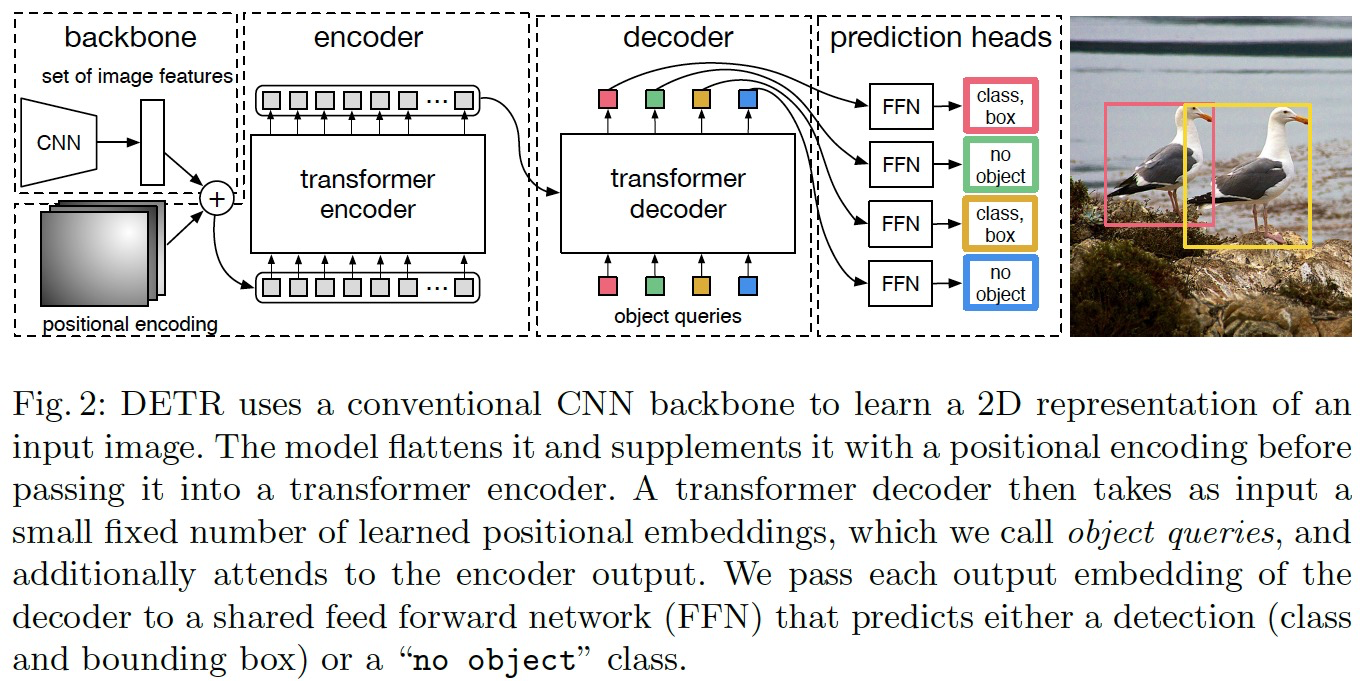 backbone
set of image features
CNN
+
positional encoding
encoder
...
transformer
encoder
...
decoder
transformer
decoder
object queries
prediction heads
FFN
class,
box
FFN
no
object
FFN
class,
box
FFN
no
object
Fig. 2: DETR uses a conventional CNN backbone to learn a 2D representation of an
input image. The model flattens it and supplements it with a positional encoding before
passing it into a transformer encoder. A transformer decoder then takes as input a
small fixed number of learned positional embeddings, which we call object queries, and
additionally attends to the encoder output. We pass each output embedding of the
decoder to a shared feed forward network (FFN) that predicts either a detection (class
and bounding box) or a “no object” class.